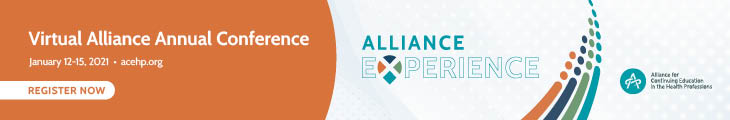 Virtual Alliance Annual Conference
January 12-15, 2021 • acehp.org
REGISTER NOW
ALLIANCE
EXPERIENCE
Alliance for
Continuing Education
in the Health Professions